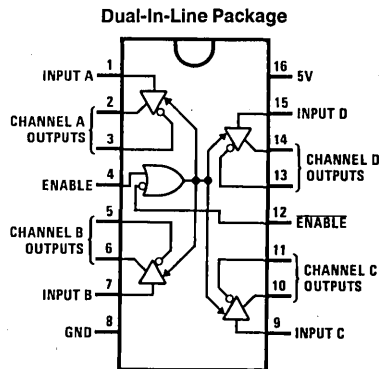 Dual-In-Line Package
1
INPUT A
2
CHANNEL A
OUTPUTS
3
4
ENABLE
5
CHANNEL B
OUTPUTS
6
7
INPUT B
8
GND
16
5V
15
INPUT D
14
CHANNEL D
OUTPUTS
13
12
ENABLE
11
CHANNEL C
OUTPUTS
10
9
INPUT C